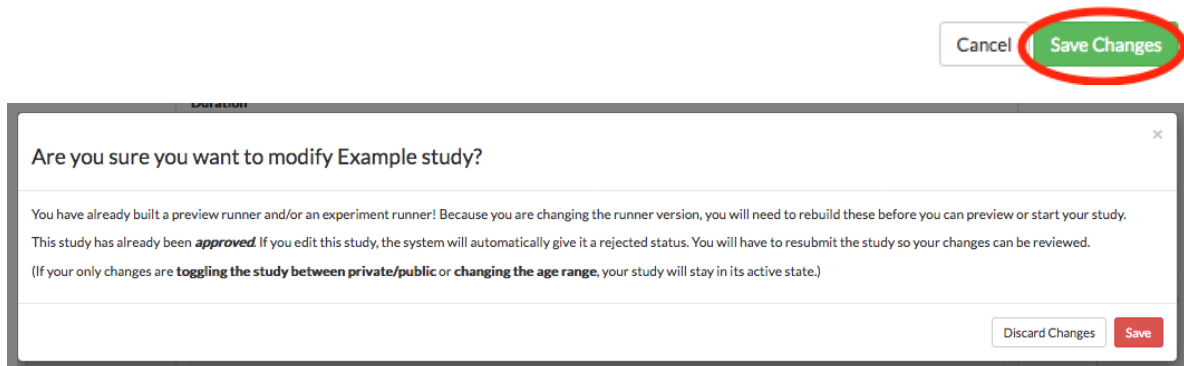 Cancel Save Changes
Duration
×
Are you sure you want to modify Example study?
You have already built a preview runner and/or an experiment runner! Because you are changing the runner version, you will need to rebuild these before you can preview or start your study.
This study has already been approved. If you edit this study, the system will automatically give it a rejected status. You will have to resubmit the study so your changes can be reviewed.
(If your only changes are toggling the study between private/public or changing the age range, your study will stay in its active state.)
Discard Changes Save